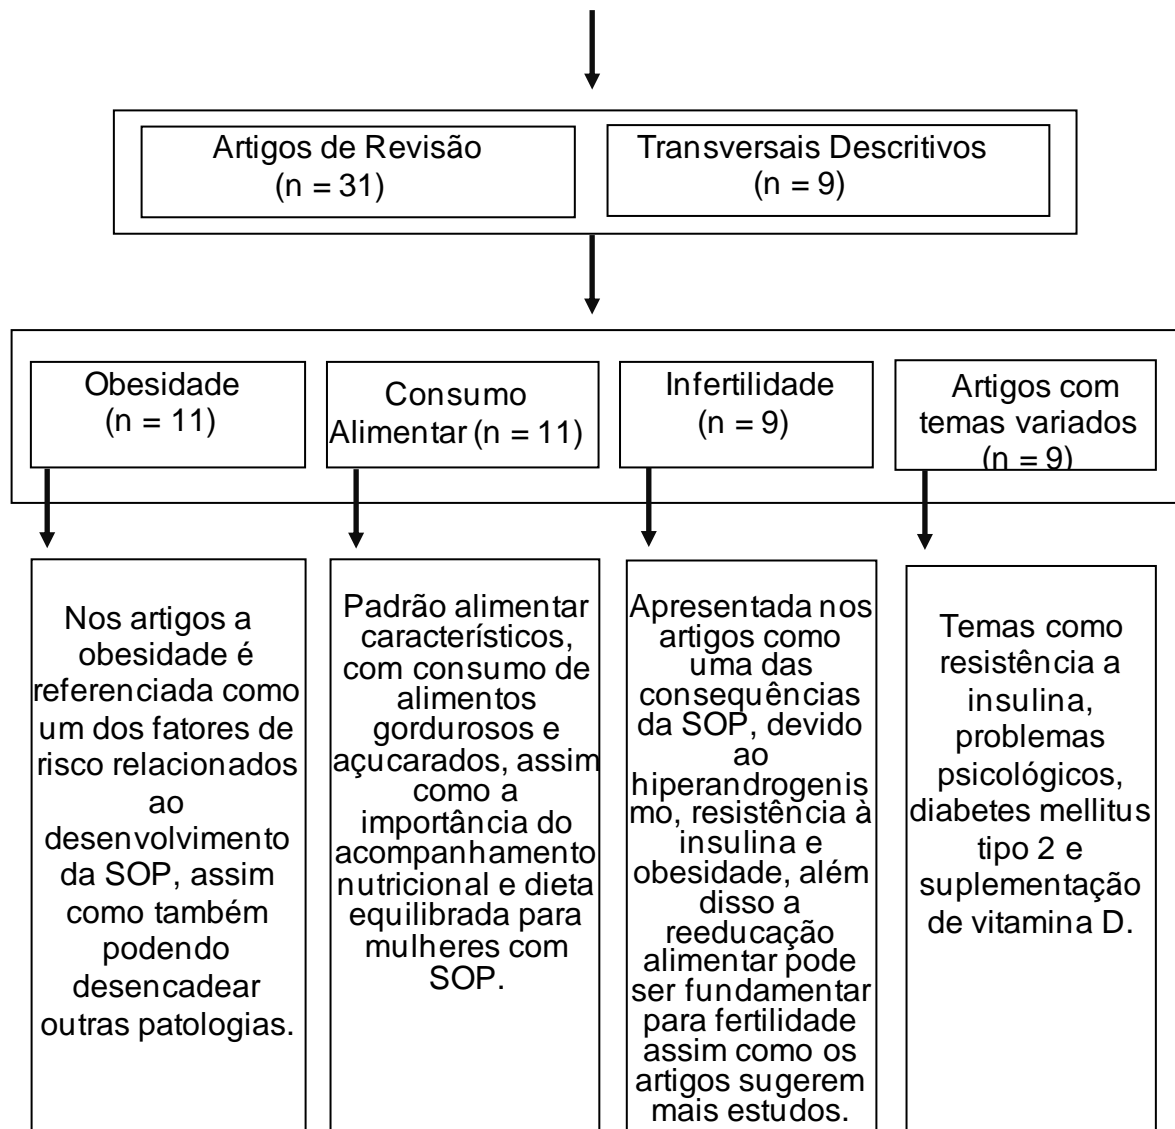 Artigos de Revisão
(n = 31)
Transversais Descritivos
(n = 9)
Obesidade
(n = 11)
Consumo
Alimentar (n = 11)
Infertilidade
(n = 9)
Artigos com
temas variados
(n = 9)
Nos artigos a
obesidade é
referenciada como
um dos fatores de
risco relacionados
ao
desenvolvimento
da SOP, assim
como também
podendo
desencadear
outras patologias.
Padrão alimentar
característicos,
com consumo de
alimentos
gordurosos e
açucarados, assim
como a
importância do
acompanhamento
nutricional e dieta
equilibrada para
mulheres com
SOP.
Apresentada nos
artigos como
uma das
consequências
da SOP, devido
ao
hiperandrogenis
mo, resistência à
insulina e
obesidade, além
disso a
reeducação
alimentar pode
ser fundamentar
para fertilidade
assim como os
artigos sugerem
mais estudos.
Temas como
resistência a
insulina,
problemas
psicológicos,
diabetes mellitus
tipo 2 e
suplementação
de vitamina D.